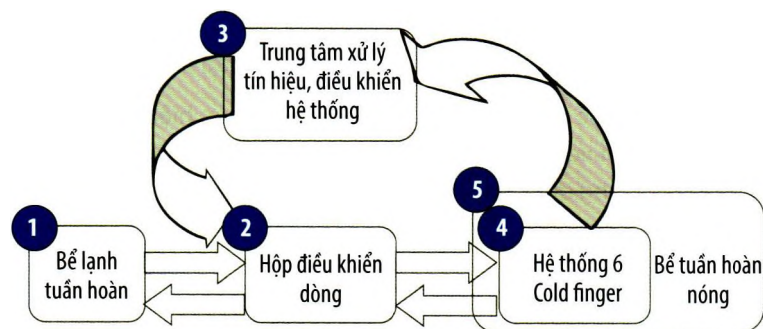 3
Trung tâm xử lý
tín hiệu, điều khiển
hệ thống
1
Bể lạnh
tuần hoàn
2
Hộp điều khiển
dòng
5
4
Hệ thống 6
Cold finger
Bể tuần hoàn
nóng